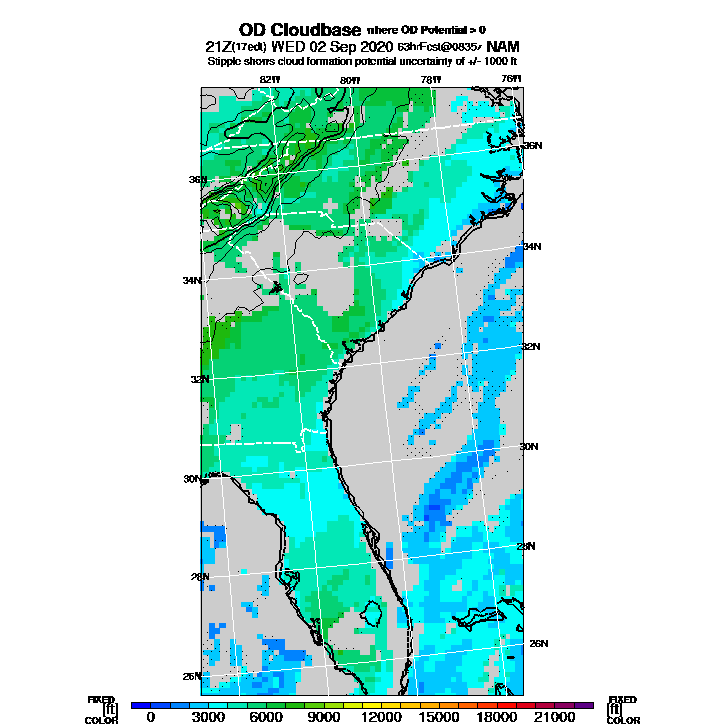 OD Cloudbase where OD Potential > 0
21Z(17edt) WED 02 Sep 2020 63hrFcst@0835z NAM
Stipple shows cloud formation potential uncertainty of +/- 1000 ft
82W 80W 78W 76W
36N
36N
34N
34N
32N
32N
30N
30N
28N
28N
26N
26N
FIXED FIXED
[ft] [ft]
COLOR 0 3000 6000 9000 12000 15000 18000 21000 COLOR